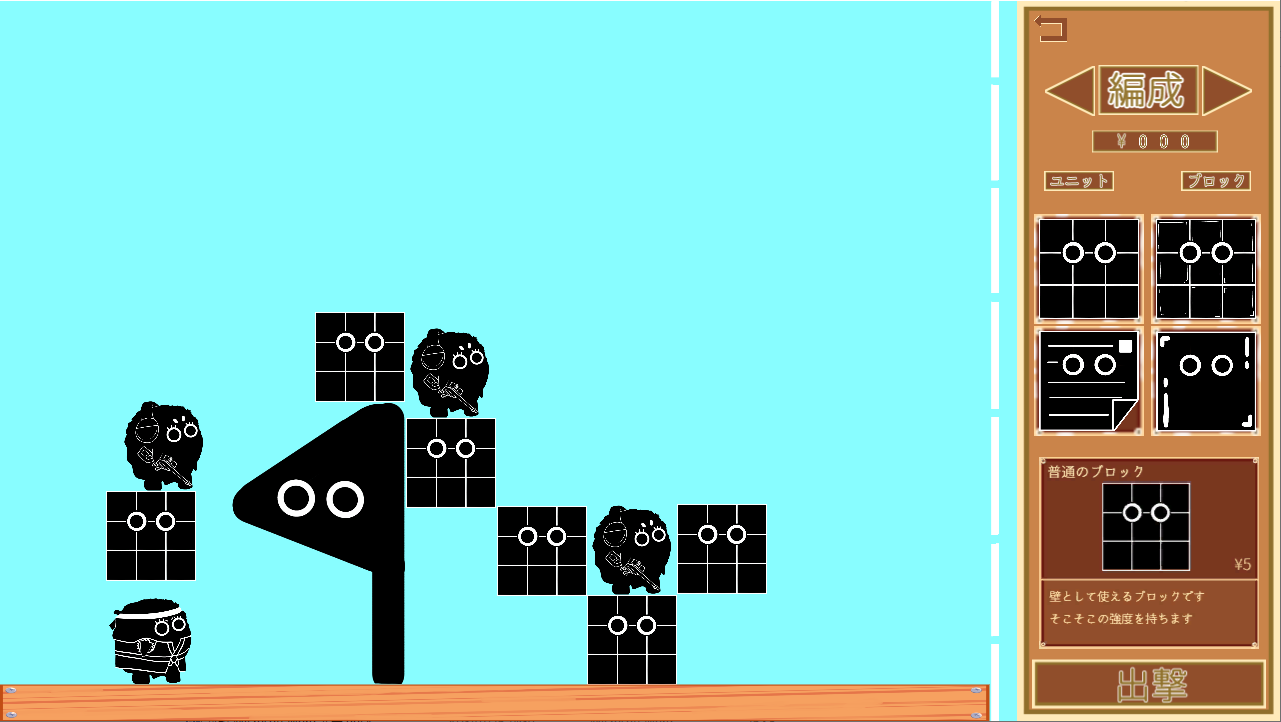 編成
¥000
ユニット
ブロック
普通のブロック
¥5
壁として使えるブロックです
そこそこの強度を持ちます
出撃